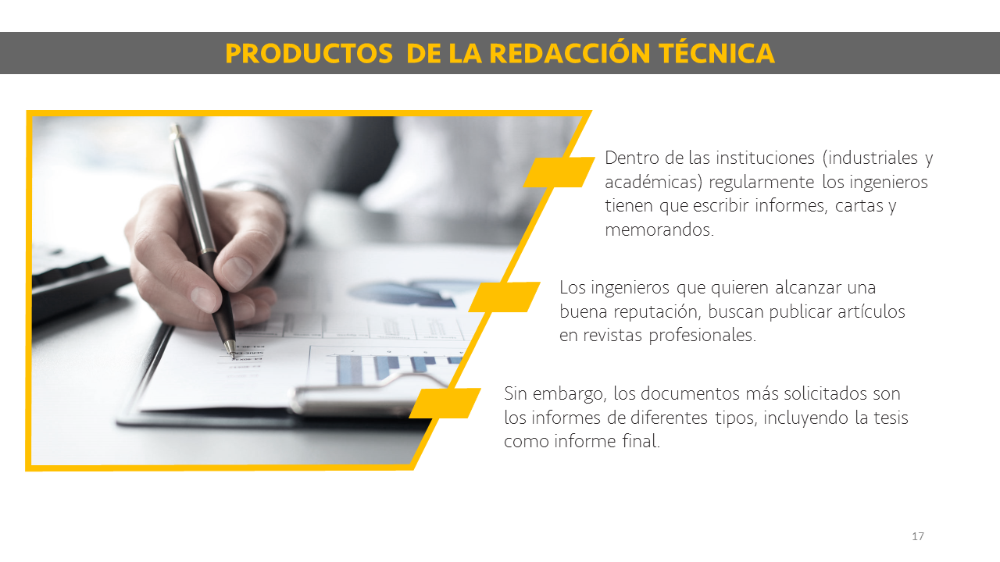 PRODUCTOS DE LA REDACCIÓN TÉCNICA
Dentro de las instituciones (industriales y
académicas) regularmente los ingenieros
tienen que escribir informes, cartas y
memorandos.
Los ingenieros que quieren alcanzar una
buena reputación, buscan publicar artículos
en revistas profesionales.
Sin embargo, los documentos más solicitados son
los informes de diferentes tipos, incluyendo la tesis
como informe final.
17